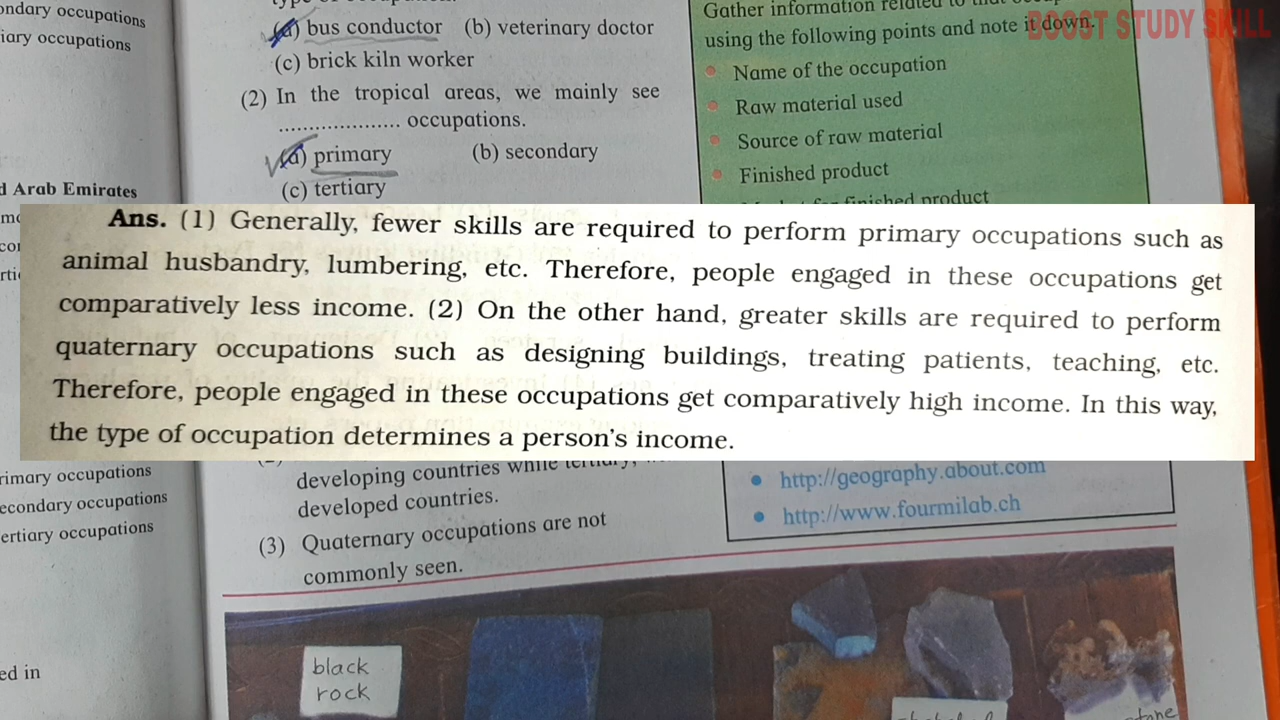 ondary occupations
iary occupations
(a) bus conductor (b) veterinary doctor
(c) brick kiln worker
(2) In the tropical areas, we mainly see
.................... occupations.
(a) primary (b) secondary
(c) tertiary
Gather information related to that
using the following points and note it down.
BOOST STUDY SKILL
• Name of the occupation
• Raw material used
• Source of raw material
• Finished product
finished product
d Arab Emirates
Ans. (1) Generally, fewer skills are required to perform primary occupations such as
animal husbandry, lumbering, etc. Therefore, people engaged in these occupations get
comparatively less income. (2) On the other hand, greater skills are required to perform
quaternary occupations such as designing buildings, treating patients, teaching, etc.
Therefore, people engaged in these occupations get comparatively high income. In this way,
the type of occupation determines a person's income.
rimary occupations
econdary occupations
ertiary occupations
ed in
developing countries while tertiary,
developed countries.
(3) Quaternary occupations are not
commonly seen.
• http://geography.about.com
• http://www.fourmilab.ch
black
rock